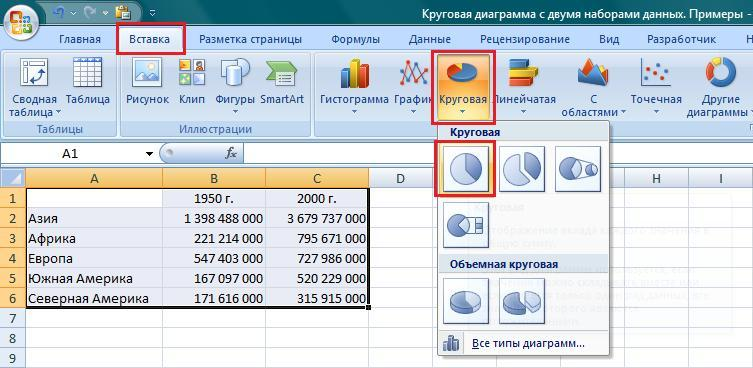 Круговая диаграмма с двумя наборами данных. Примеры -
Главная Вставка Разметка страницы Формулы Данные Рецензирование Вид Разработчик Надстрой
Сводная таблица Таблица Рисунок Клип Фигуры SmartArt Гистограмма График Круговая Линейчатая С областями Точечная Другие диаграммы
Таблицы Иллюстрации
Круговая
A1 fx
A B C D H I
1 1950 г. 2000 г.
2 Азия 1 398 488 000 3 679 737 000
3 Африка 221 214 000 795 671 000
4 Европа 547 403 000 727 986 000
5 Южная Америка 167 097 000 520 229 000
6 Северная Америка 171 616 000 315 915 000
Объемная круговая
7
8
Все типы диаграмм...
9